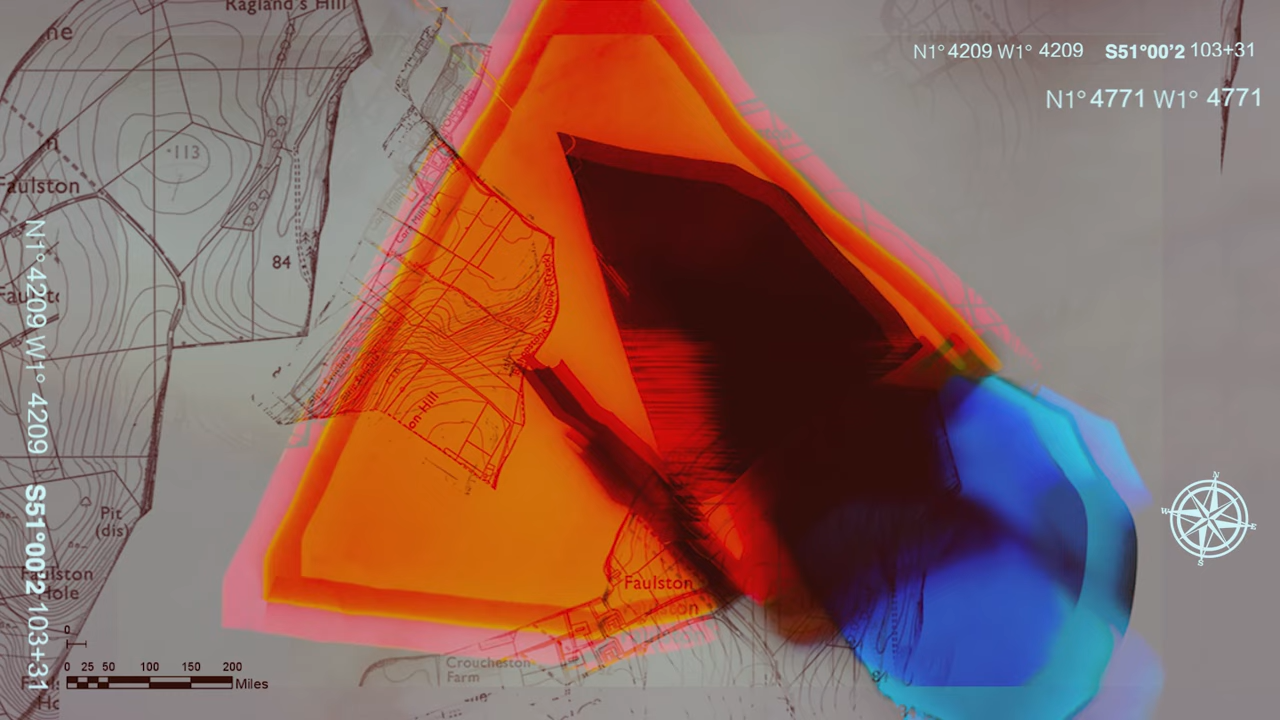 Ragland's Hill
N1° 4209 W1° 4209 S51°00'2 103+31
N1° 4771 W1° 4771
113
Faulston
84
N1° 4209 W1° 4209 S51°00'2 103+31
on Hill
Pit
(dis)
Faulston
Hole
Faulston
Croucheston
Farm
0
0 25 50 100 150 200 Miles
N
W
E
S